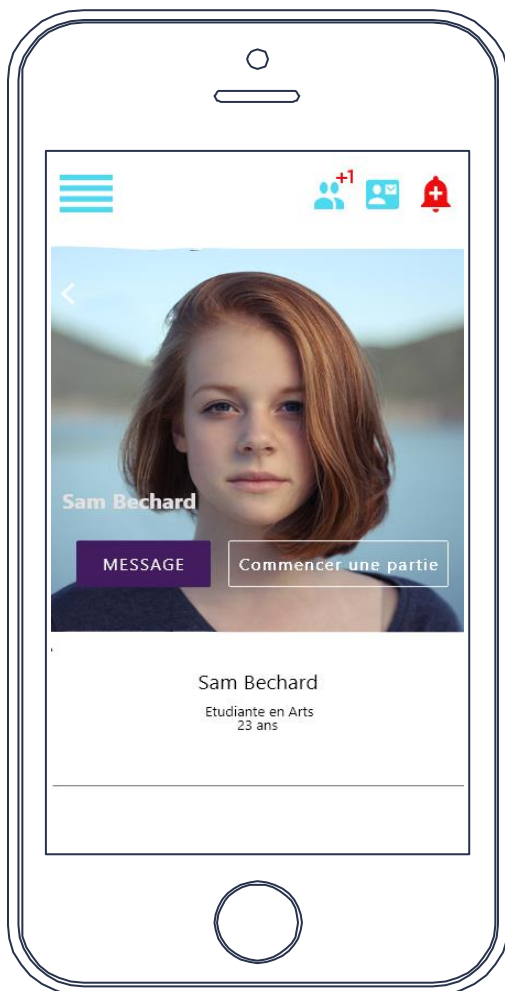 +1
Sam Bechard
MESSAGE
Commencer une partie
Sam Bechard
Etudiante en Arts
23 ans